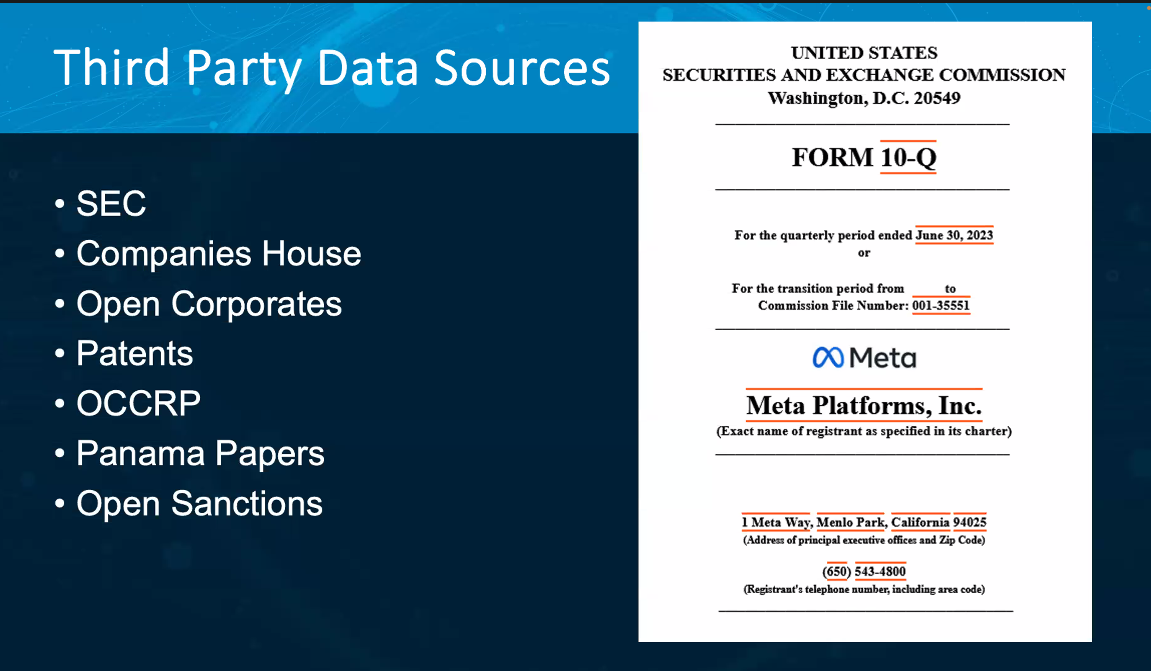 Third Party Data Sources
• SEC
• Companies House
• Open Corporates
• Patents
• OCCRP
• Panama Papers
• Open Sanctions
UNITED STATES
SECURITIES AND EXCHANGE COMMISSION
Washington, D.C. 20549
FORM 10-Q
For the quarterly period ended June 30, 2023
or
For the transition period from to
Commission File Number: 001-35551
Meta
Meta Platforms, Inc.
(Exact name of registrant as specified in its charter)
1 Meta Way, Menlo Park, California 94025
(Address of principal executive offices and Zip Code)
(650) 543-4800
(Registrant's telephone number, including area code)